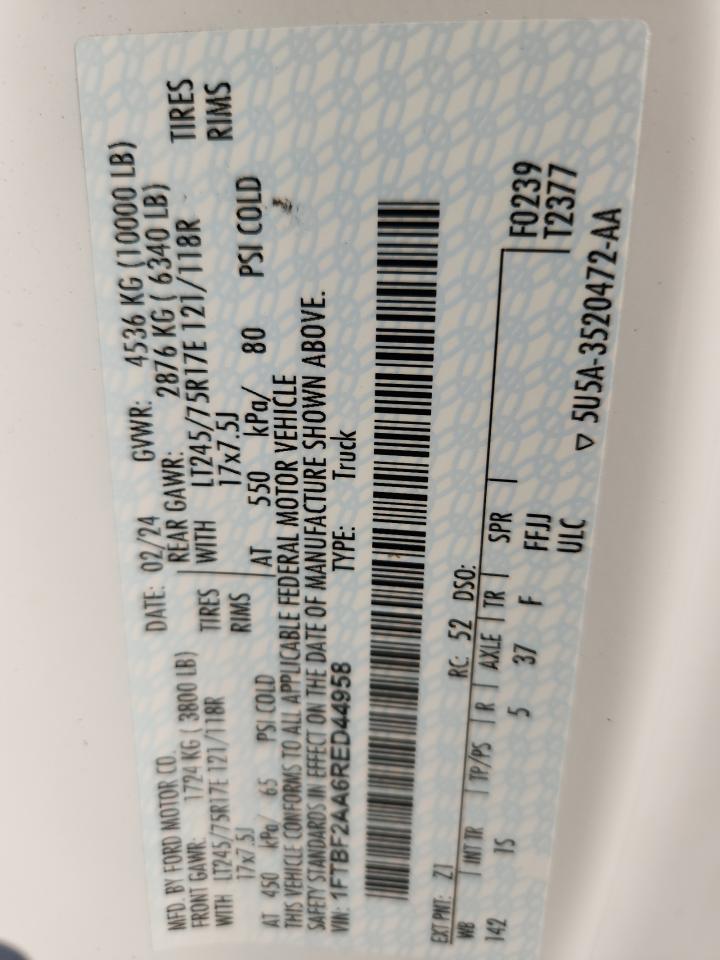 MFD. BY FORD MOTOR CO.
DATE: 02/24 GVWR: 4536 KG (10000 LB)
FRONT GAWR: 1724 KG ( 3800 LB) REAR GAWR: 2876 KG ( 6340 LB)
WITH LT245/75R17E 121/118R TIRES WITH LT245/75R17E 121/118R TIRES
17x7.5J RIMS 17x7.5J RIMS
AT 450 kPa/ 65 PSI COLD AT 550 kPa/ 80 PSI COLD
THIS VEHICLE CONFORMS TO ALL APPLICABLE FEDERAL MOTOR VEHICLE
SAFETY STANDARDS IN EFFECT ON THE DATE OF MANUFACTURE SHOWN ABOVE.
VIN: 1FTBF2AA6RED44958 TYPE: Truck
EXT PNT: Z1 RC: 52 DSO:
WB INT TR TP/PS R AXLE TR SPR F0239
142 IS 5 37 F FFJJ T2377
ULC
▽ 5U5A-3520472-AA